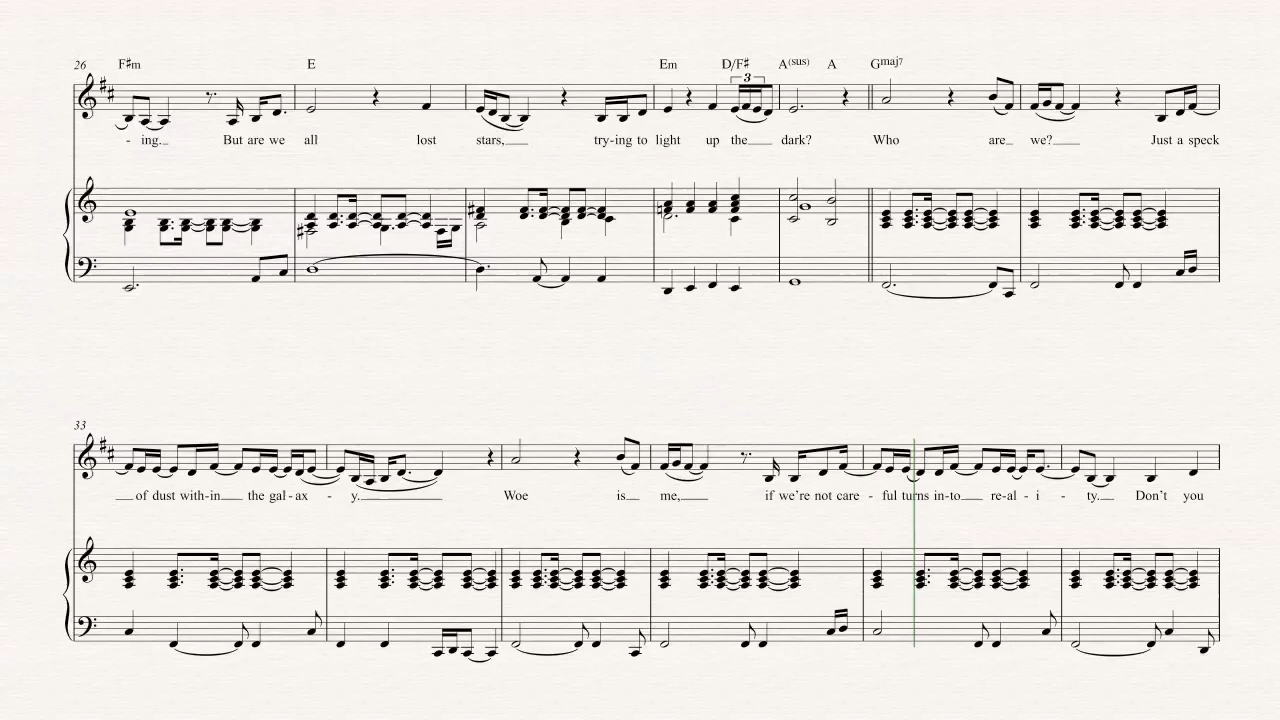 26 F♯m E Em D/F♯ A(sus) A Gmaj7
3
- ing. But are we all lost stars, try-ing to light up the dark? Who are we? Just a speck
33
of dust with-in the gal-ax - y. Woe is me, if we're not care - ful turns in-to re-al - i - ty. Don't you